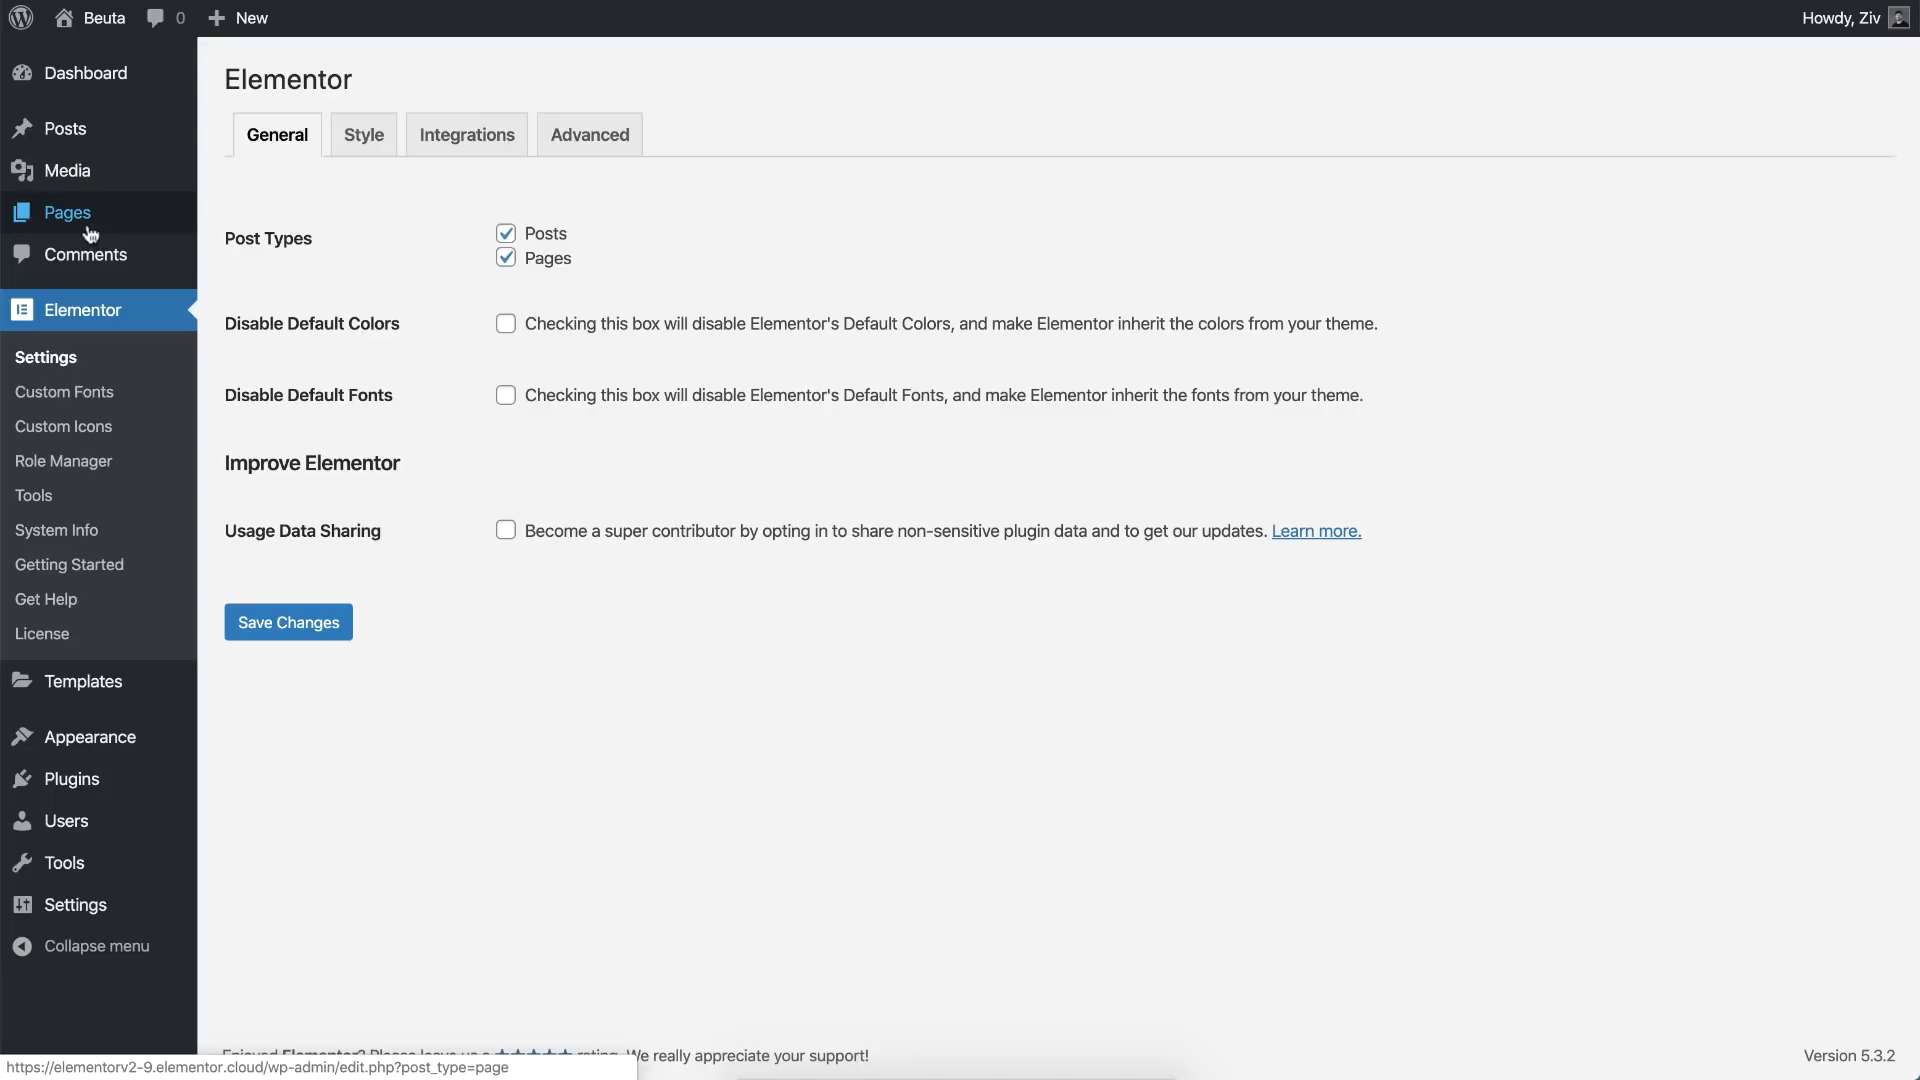 Beuta
0
New
Howdy, Ziv
Dashboard
Posts
Media
Pages
Comments
Elementor
Settings
Custom Fonts
Custom Icons
Role Manager
Tools
System Info
Getting Started
Get Help
License
Templates
Appearance
Plugins
Users
Tools
Settings
Collapse menu
Elementor
General
Style
Integrations
Advanced
Post Types
Posts
Pages
Disable Default Colors
Checking this box will disable Elementor's Default Colors, and make Elementor inherit the colors from your theme.
Disable Default Fonts
Checking this box will disable Elementor's Default Fonts, and make Elementor inherit the fonts from your theme.
Improve Elementor
Usage Data Sharing
Become a super contributor by opting in to share non-sensitive plugin data and to get our updates. Learn more.
Save Changes
We really appreciate your support!
Version 5.3.2
https://elementorv2-9.elementor.cloud/wp-admin/edit.php?post_type=page